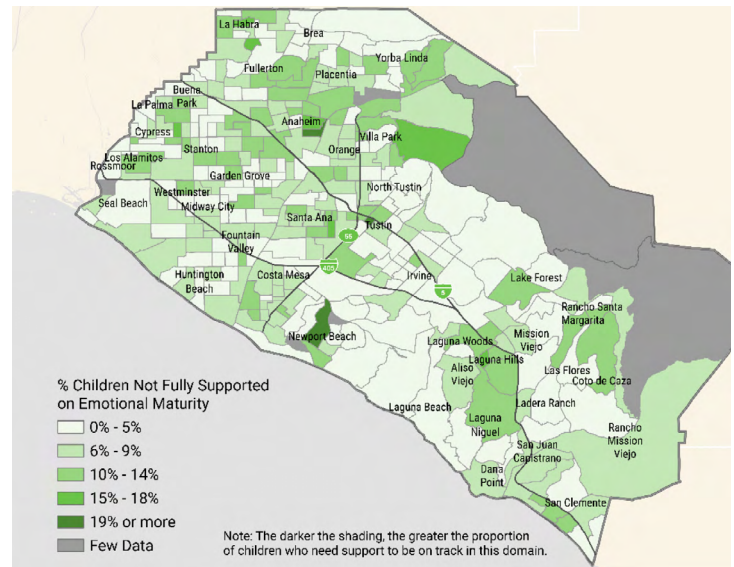 La Habra
Brea
Yorba Linda
Fullerton
Placentia
Buena
Park
La Palma
Anaheim
Cypress
Villa Park
Stanton
Orange
Los Alamitos
Rossmoor
Garden Grove
North Tustin
Westminster
Seal Beach
Midway City
Santa Ana
Tustin
55
Fountain
Valley
405
Irvine
Costa Mesa
Lake Forest
Huntington
Beach
5
Rancho Santa
Margarita
Newport Beach
Laguna Woods
Mission
Viejo
Laguna Hills
Aliso
Viejo
Las Flores
Coto de Caza
Laguna Beach
Ladera Ranch
Laguna
Niguel
Rancho
Mission
Viejo
San Juan
Capistrano
Dana
Point
San Clemente
% Children Not Fully Supported
on Emotional Maturity
0% - 5%
6% - 9%
10% - 14%
15% - 18%
19% or more
Few Data
Note: The darker the shading, the greater the proportion
of children who need support to be on track in this domain.